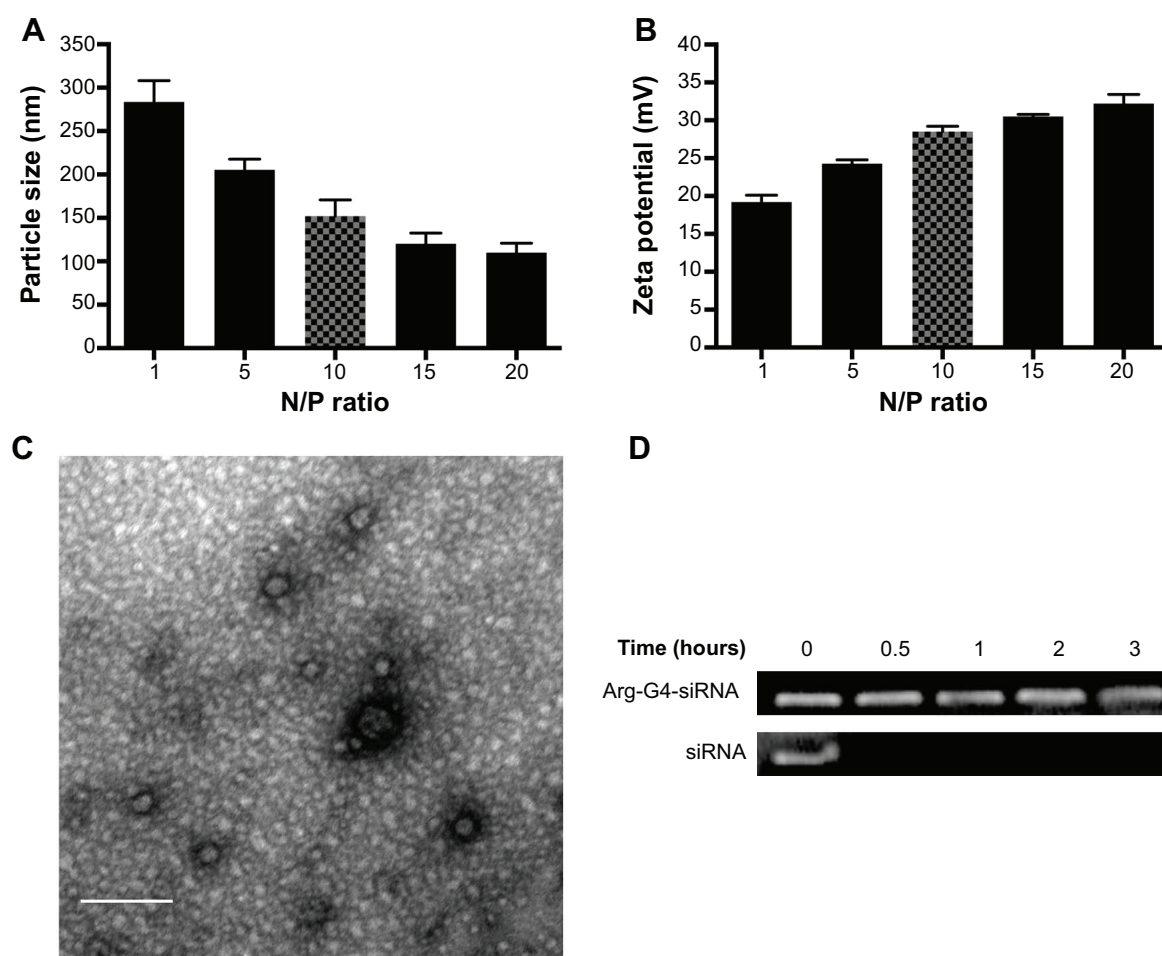 A
350
300
250
200
150
100
50
0
Particle size (nm)
1 5 10 15 20
N/P ratio
B
40
35
30
25
20
15
10
5
0
Zeta potential (mV)
1 5 10 15 20
N/P ratio
C
D
Time (hours) 0 0.5 1 2 3
Arg-G4-siRNA
siRNA